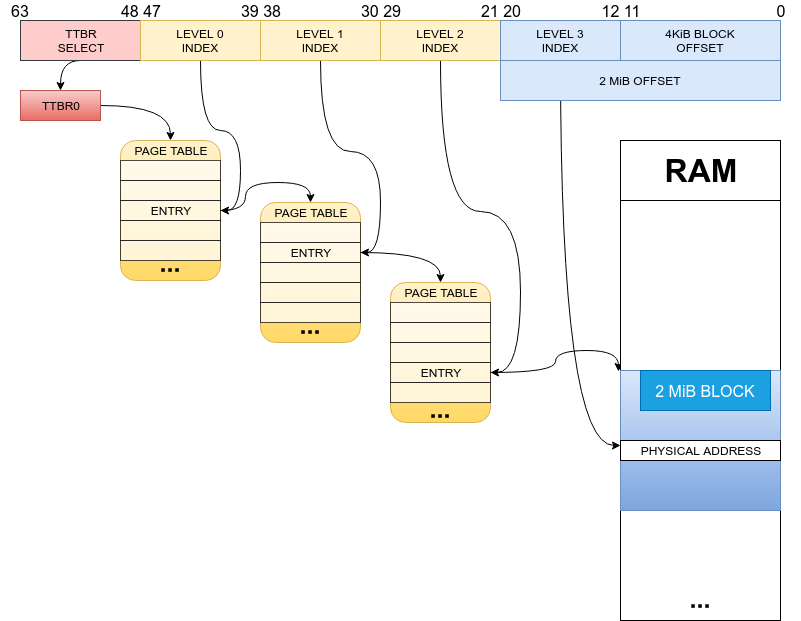 63 48 47 39 38 30 29 21 20 12 11 0
TTBR SELECT
LEVEL 0 INDEX
LEVEL 1 INDEX
LEVEL 2 INDEX
LEVEL 3 INDEX
4KiB BLOCK OFFSET
2 MiB OFFSET
TTBR0
PAGE TABLE
ENTRY
...
PAGE TABLE
ENTRY
...
PAGE TABLE
ENTRY
...
RAM
2 MiB BLOCK
PHYSICAL ADDRESS
...